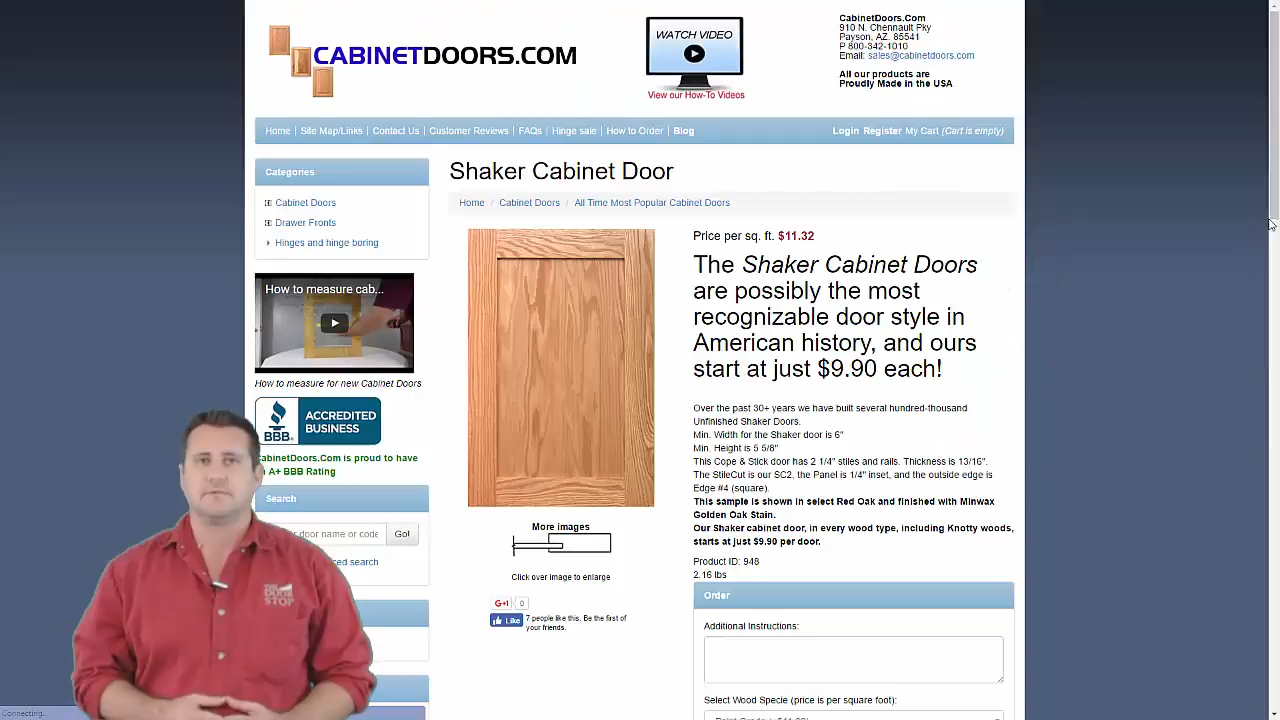 CABINETDOORS.COM
WATCH VIDEO
View our How-To Videos
CabinetDoors.Com
910 N. Chennault Pky
Payson, AZ. 85541
P 800-342-1010
Email: sales@cabinetdoors.com
All our products are
Proudly Made in the USA
Home | Site Map/Links | Contact Us | Customer Reviews | FAQs | Hinge sale | How to Order | Blog
Login Register My Cart (Cart is empty)
Categories
Cabinet Doors
Drawer Fronts
Hinges and hinge boring
How to measure cab...
How to measure for new Cabinet Doors
BBB. ACCREDITED
BUSINESS
CabinetDoors.Com is proud to have
A+ BBB Rating
Search
door name or code
Go!
search
Shaker Cabinet Door
Home / Cabinet Doors / All Time Most Popular Cabinet Doors
More images
Click over image to enlarge
G+1 0
Like 7 people like this. Be the first of
your friends.
Price per sq. ft. $11.32
The Shaker Cabinet Doors
are possibly the most
recognizable door style in
American history, and ours
start at just $9.90 each!
Over the past 30+ years we have built several hundred-thousand
Unfinished Shaker Doors.
Min. Width for the Shaker door is 6"
Min. Height is 5 5/8"
This Cope & Stick door has 2 1/4" stiles and rails. Thickness is 13/16".
The StileCut is our SC2, the Panel is 1/4" inset, and the outside edge is
Edge #4 (square)
This sample is shown in select Red Oak and finished with Minwax
Golden Oak Stain.
Our Shaker cabinet door, in every wood type, including Knotty woods,
starts at just $9.90 per door.
Product ID: 948
2.16 lbs
Order
Additional Instructions:
Select Wood Specie (price is per square foot):
THE DOOR
STOP
Connecting...